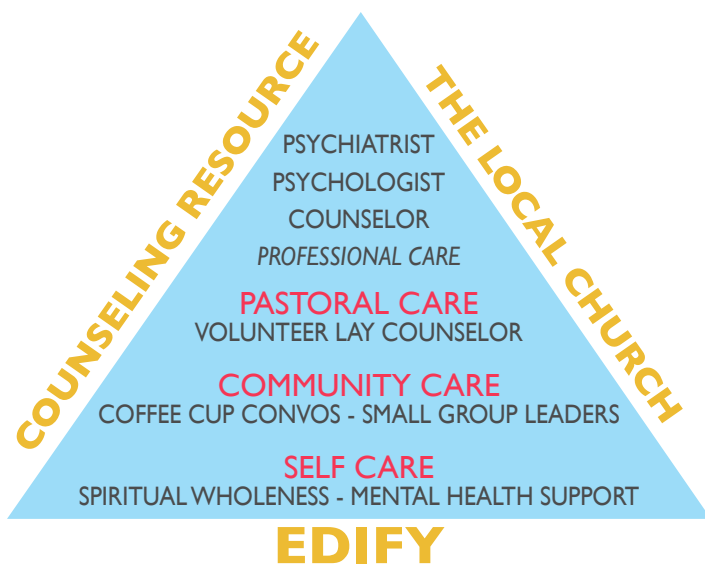 COUNSELING RESOURCE
THE LOCAL CHURCH
PSYCHIATRIST
PSYCHOLOGIST
COUNSELOR
PROFESSIONAL CARE
PASTORAL CARE
VOLUNTEER LAY COUNSELOR
COMMUNITY CARE
COFFEE CUP CONVOS - SMALL GROUP LEADERS
SELF CARE
SPIRITUAL WHOLENESS - MENTAL HEALTH SUPPORT
EDIFY